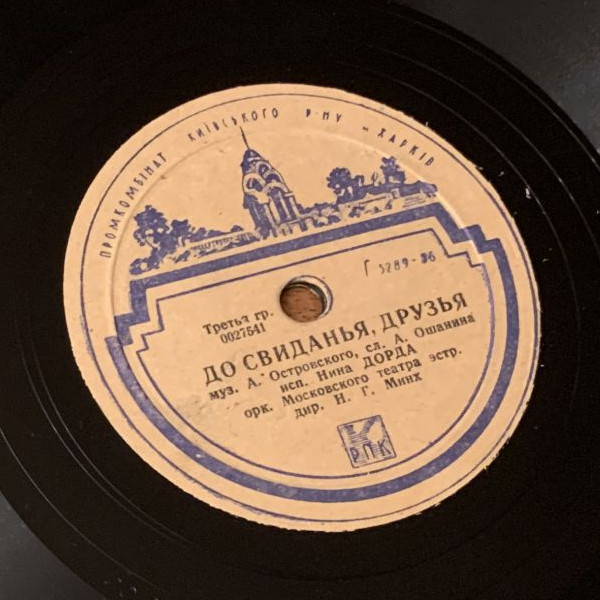 ПРОМКОМБІНАТ КИЇВСЬКОГО Р-НУ м ХАРКІВ
Г 5289-36
Третья гр.
0027541
ДО СВИДАНЬЯ, ДРУЗЬЯ
муз. А. Островского, сл. А. Ошанина
исп. Нина ДОРДА
орк. Московского театра эстр.
дир. Н. Г. Минх
РПК